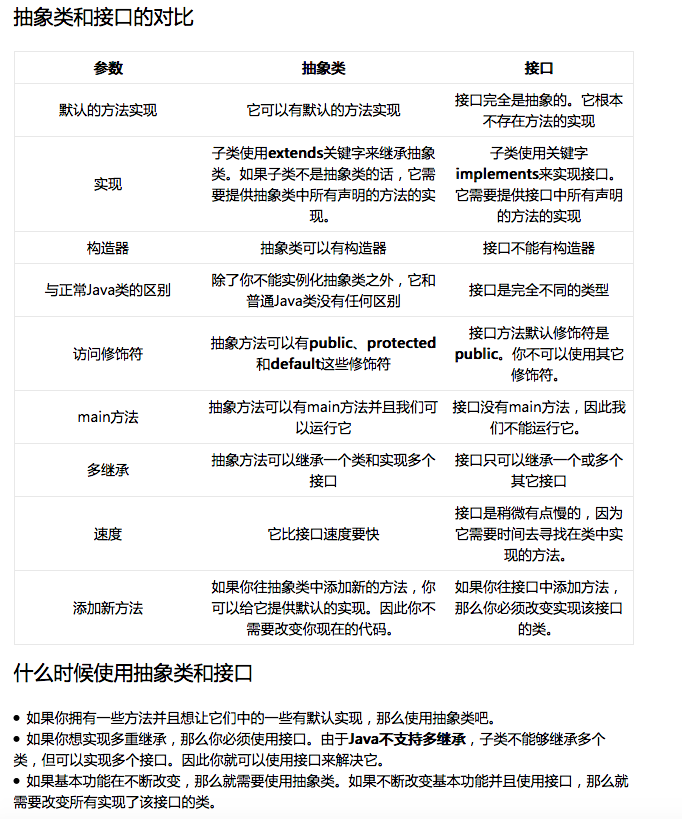 抽象类和接口的对比
参数 抽象类 接口
默认的方法实现 它可以有默认的方法实现 接口完全是抽象的。它根本
不存在方法的实现
实现 子类使用extends关键字来继承抽象
类。如果子类不是抽象类的话，它需
要提供抽象类中所有声明的方法的实
现。
子类使用关键字
implements来实现接口。
它需要提供接口中所有声明
的方法的实现
构造器 抽象类可以有构造器 接口不能有构造器
与正常Java类的区别 除了你不能实例化抽象类之外，它和
普通Java类没有任何区别
接口是完全不同的类型
访问修饰符 抽象方法可以有public、protected
和default这些修饰符
接口方法默认修饰符是
public。你不可以使用其它
修饰符。
main方法 抽象方法可以有main方法并且我们可
以运行它
接口没有main方法，因此我
们不能运行它。
多继承 抽象方法可以继承一个类和实现多个
接口
接口只可以继承一个或多个
其它接口
速度 它比接口速度要快 接口是稍微有点慢的，因为
它需要时间去寻找在类中实
现的方法。
添加新方法 如果你往抽象类中添加新的方法，你
可以给它提供默认的实现。因此你不
需要改变你现在的代码。
如果你往接口中添加方法，
那么你必须改变实现该接口
的类。
什么时候使用抽象类和接口
• 如果你拥有一些方法并且想让它们中的一些有默认实现，那么使用抽象类吧。
• 如果你想实现多重继承，那么你必须使用接口。由于Java不支持多继承，子类不能够继承多个
类，但可以实现多个接口。因此你就可以使用接口来解决它。
• 如果基本功能在不断改变，那么就需要使用抽象类。如果不断改变基本功能并且使用接口，那么就
需要改变所有实现了该接口的类。